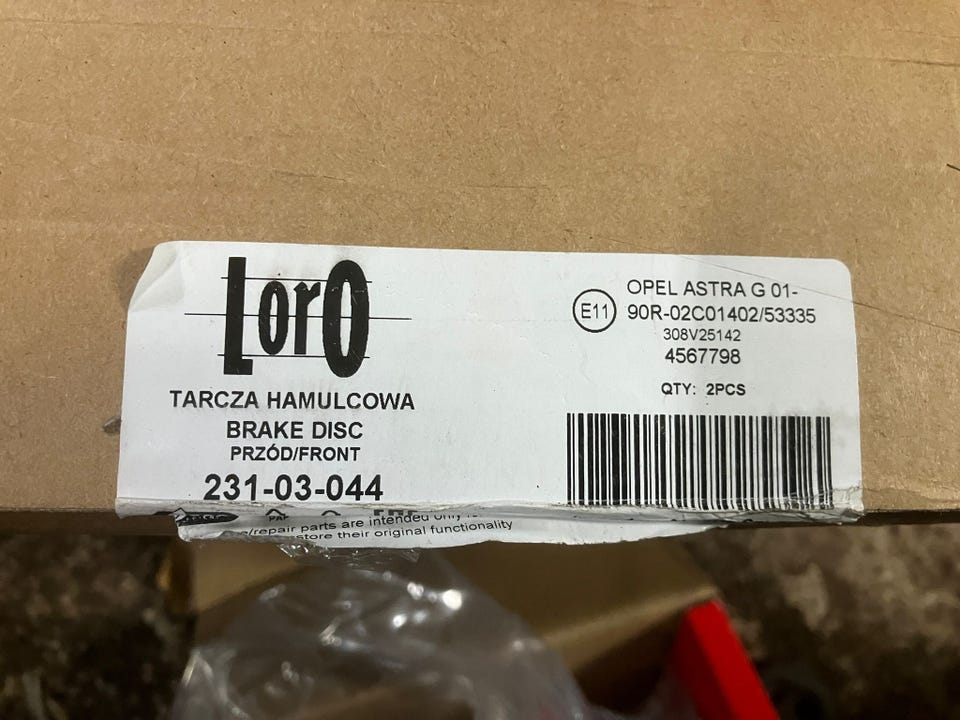 LorO
TARCZA HAMULCOWA
BRAKE DISC
PRZÓD/FRONT
231-03-044
E11
OPEL ASTRA G 01-
90R-02C01402/53335
308V25142
4567798
QTY: 2PCS
PAP
/repair parts are intended only
store their original functionality